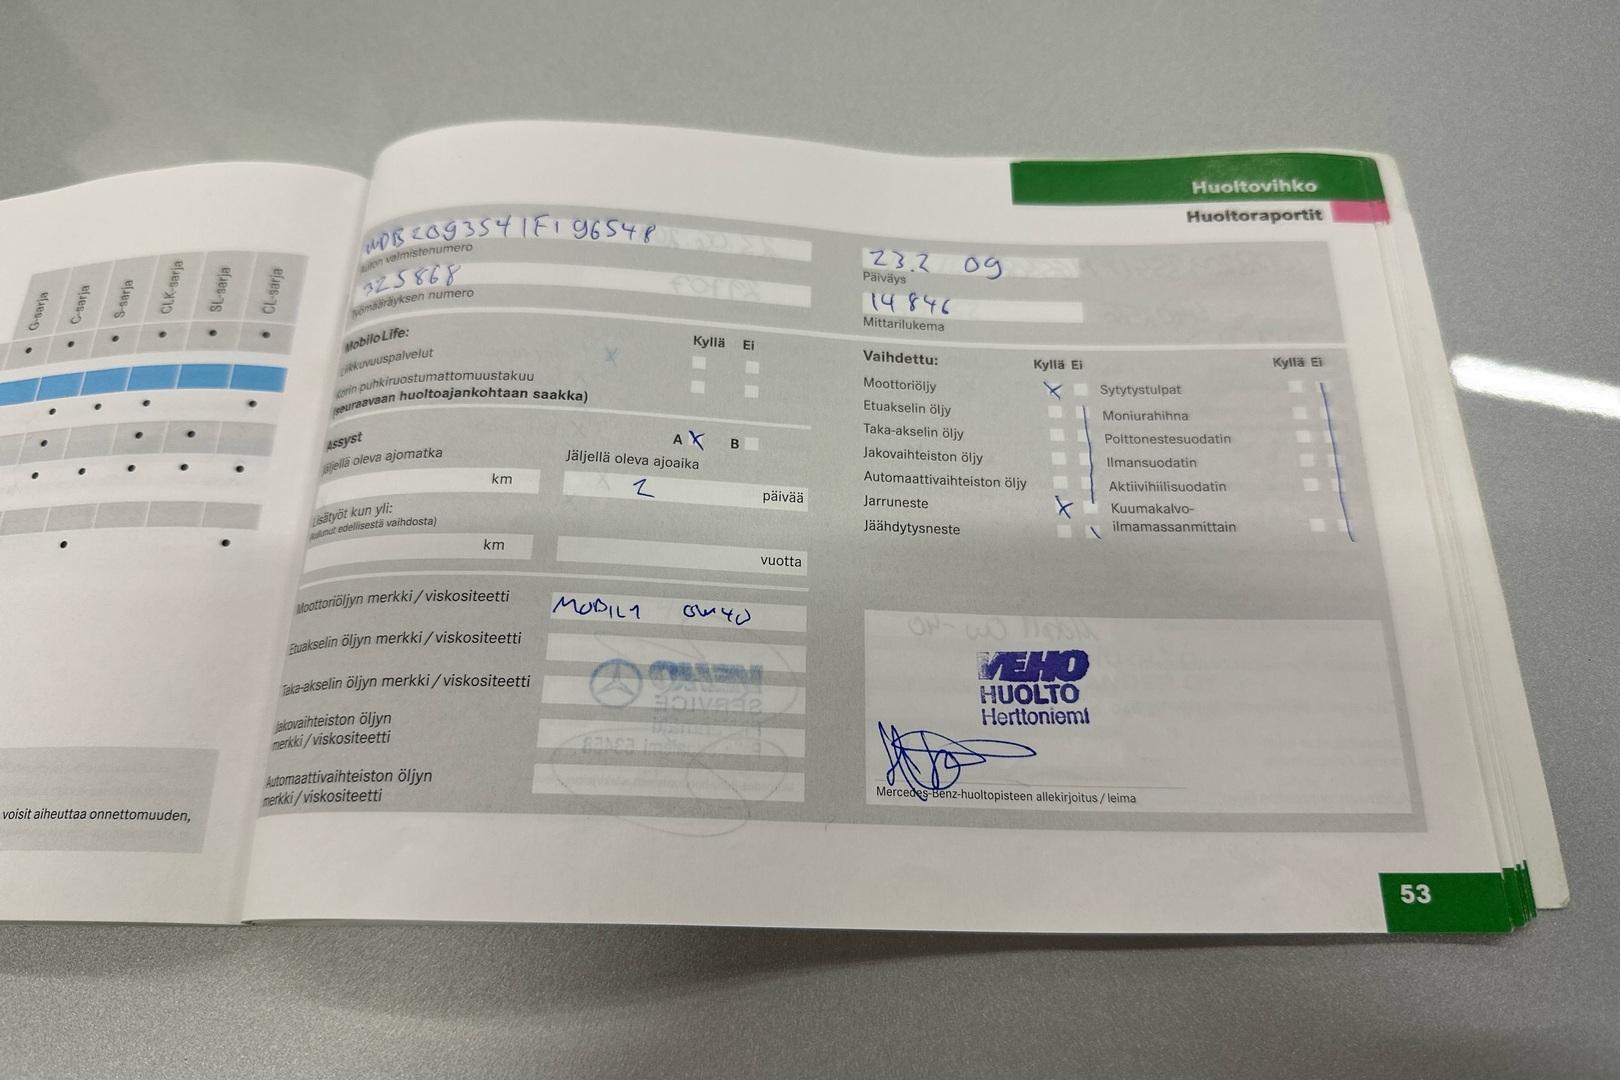 G-sarja
C-sarja
S-sarja
CLK-sarja
SL-sarja
CL-sarja
voisit aiheuttaa onnettomuuden,
Huoltovihko
Huoltoraportit
WDB2093541F196548
Auton valmistenumero
325868
Työmääräyksen numero
23.2 09
Päiväys
14846
Mittarilukema
MobiloLife:
Kyllä Ei
Liikkuvuuspalvelut
Korin puhkiruostumattomuustakuu
(seuraavaan huoltoajankohtaan saakka)
Assyst
A X B
Jäljellä oleva ajomatka
Jäljellä oleva ajoaika
km
2 päivää
Lisätyöt kun yli:
(kulunut edellisestä vaihdosta)
km
vuotta
Moottoriöljyn merkki / viskositeetti
MOBIL1 0W40
Etuakselin öljyn merkki / viskositeetti
Taka-akselin öljyn merkki / viskositeetti
Jakovaihteiston öljyn
merkki / viskositeetti
Automaattivaihteiston öljyn
merkki / viskositeetti
Vaihdettu:
Kyllä Ei
Moottoriöljy X
Etuakselin öljy
Taka-akselin öljy
Jakovaihteiston öljy
Automaattivaihteiston öljy
Jarruneste X
Jäähdytysneste
Kyllä Ei
Sytytystulpat
Moniurahihna
Polttonestesuodatin
Ilmansuodatin
Aktiivihiilisuodatin
Kuumakalvo-
ilmamassanmittain
VEHO
HUOLTO
Herttoniemi
Mercedes-Benz-huoltopisteen allekirjoitus / leima
53